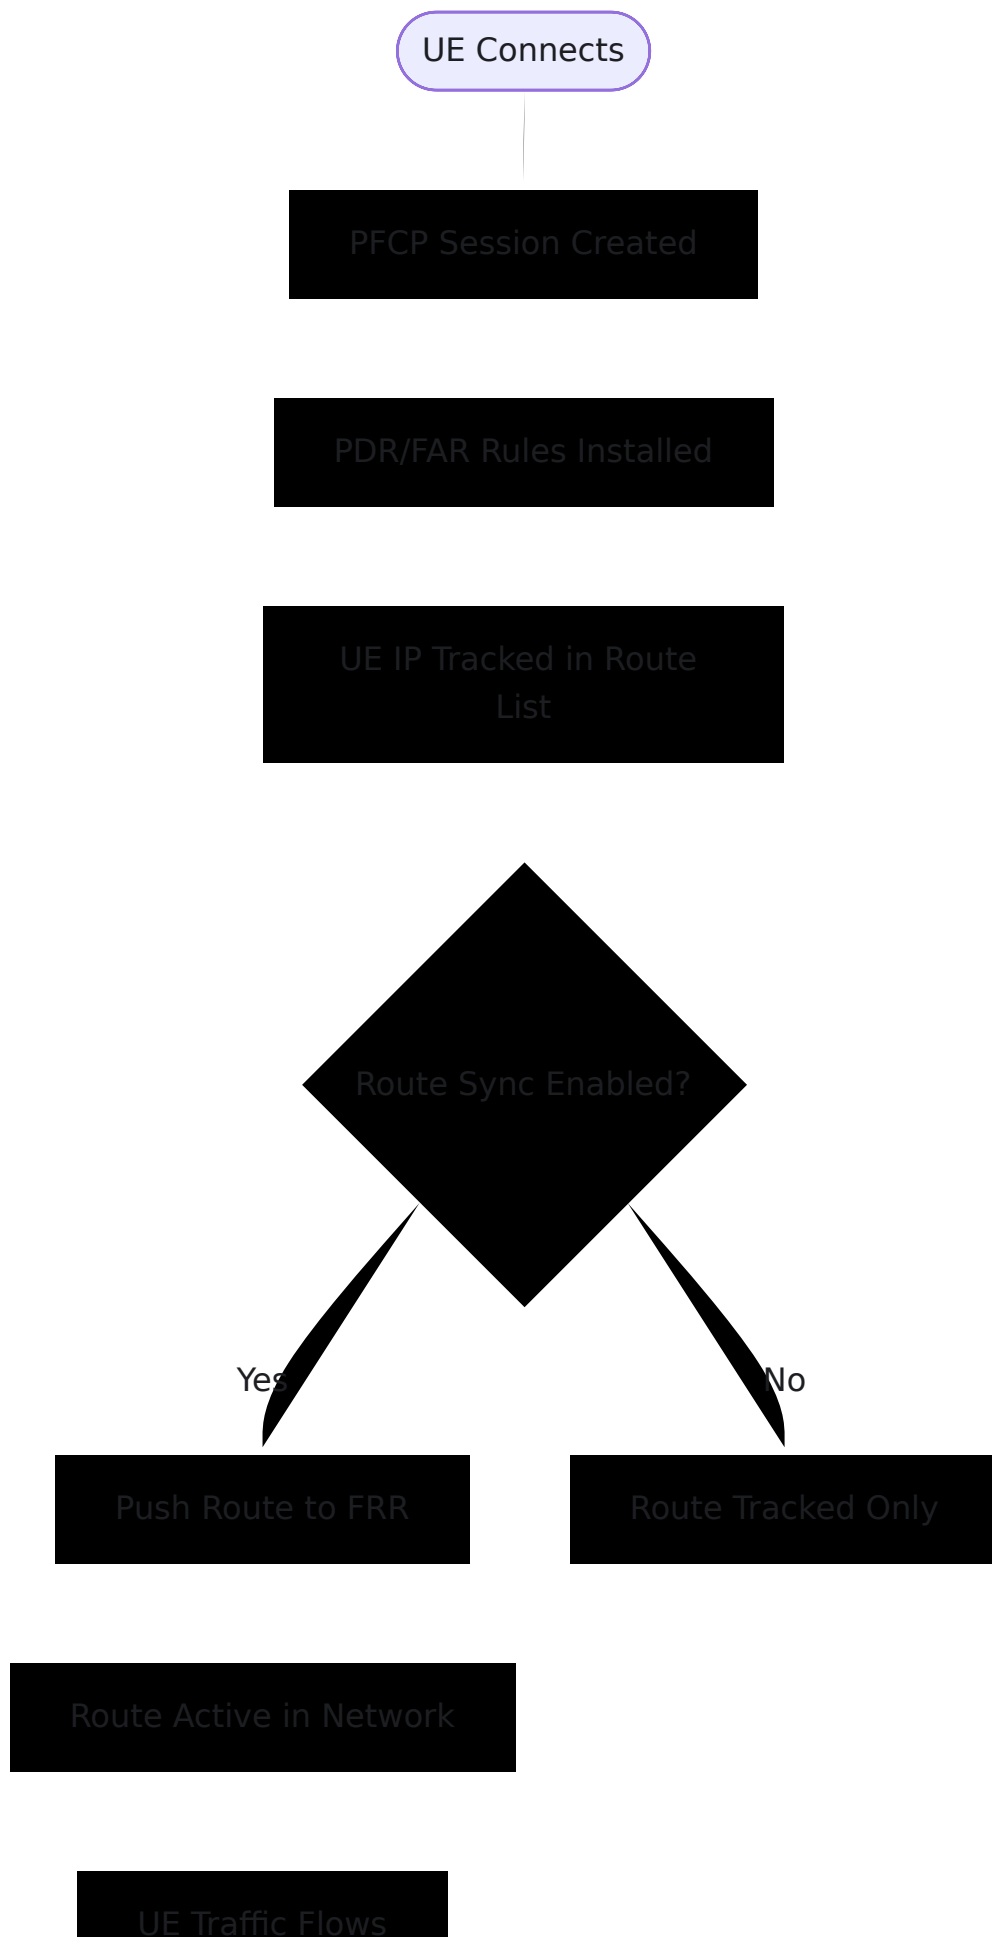 UE Connects
PFCP Session Created
PDR/FAR Rules Installed
UE IP Tracked in Route
List
Route Sync Enabled?
Yes
No
Push Route to FRR
Route Tracked Only
Route Active in Network
UE Traffic Flows